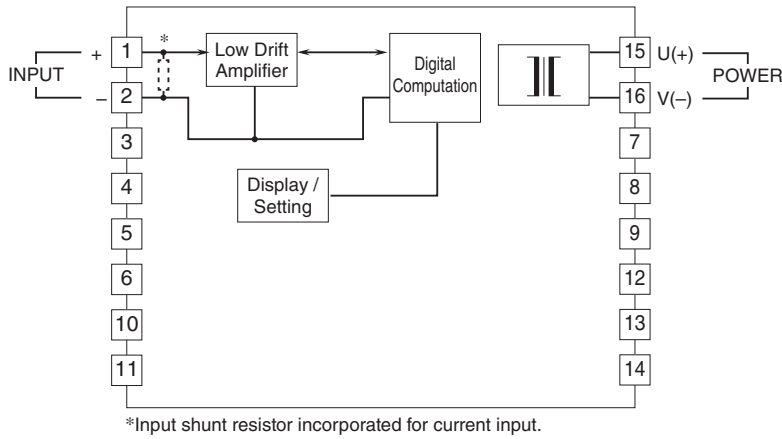 INPUT
+
–
1
2
3
4
5
6
10
11
*
Low Drift
Amplifier
Digital
Computation
Display /
Setting
15
16
7
8
9
12
13
14
U(+)
V(–)
POWER
*Input shunt resistor incorporated for current input.